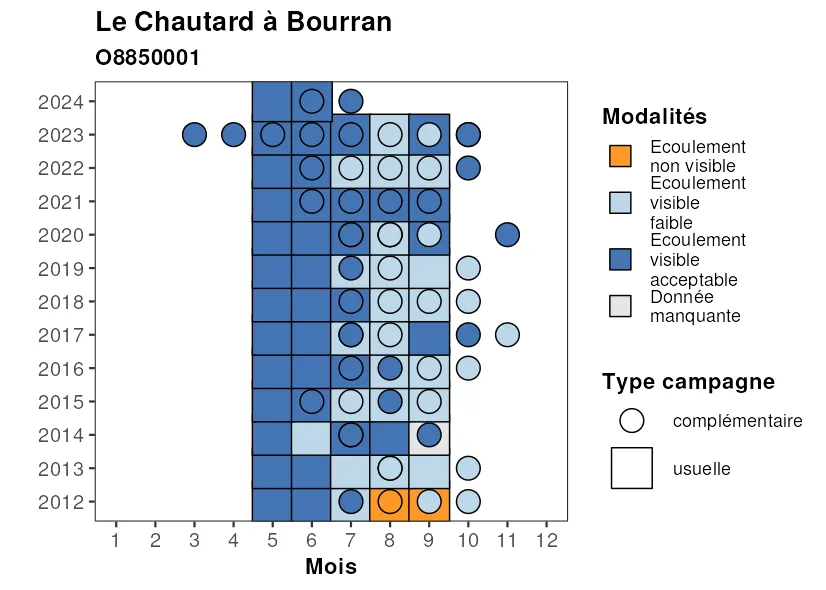 Le Chautard à Bourran
O8850001
2024
2023
2022
2021
2020
2019
2018
2017
2016
2015
2014
2013
2012
1 2 3 4 5 6 7 8 9 10 11 12
Mois
Modalités
Ecoulement
non visible
Ecoulement
visible
faible
Ecoulement
visible
acceptable
Donnée
manquante
Type campagne
complémentaire
usuelle